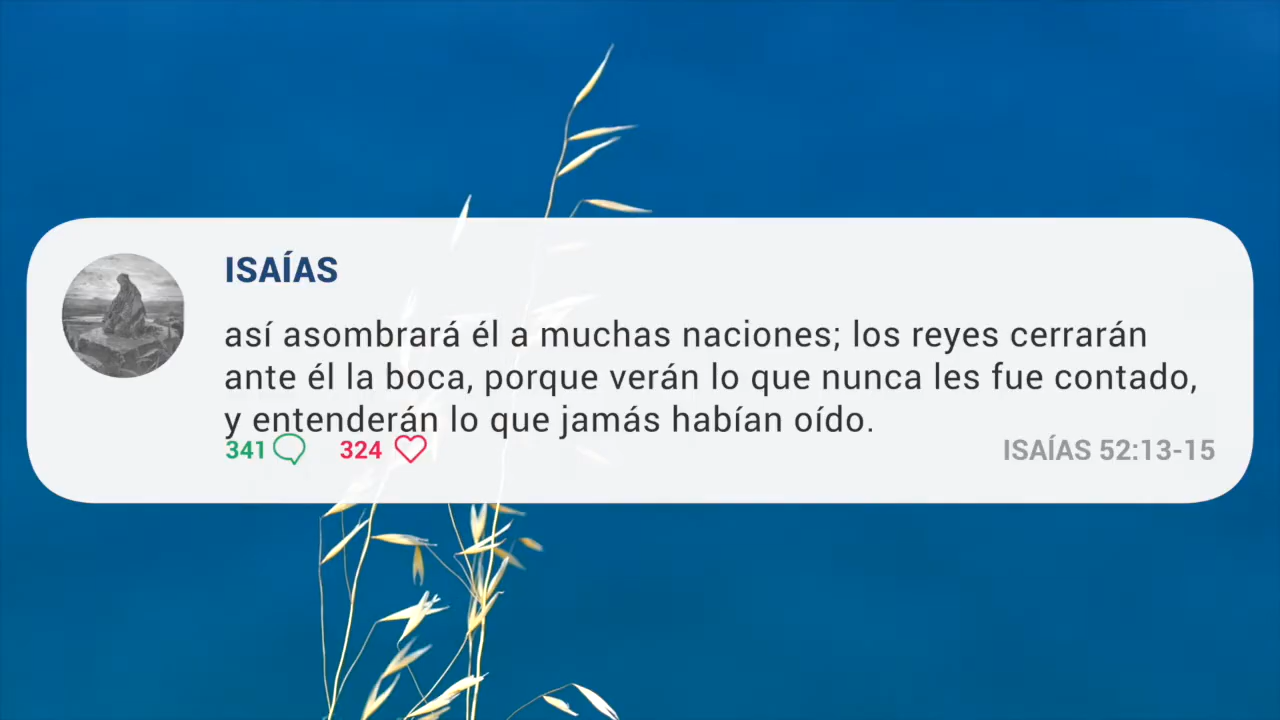 ISAÍAS
así asombrará él a muchas naciones; los reyes cerrarán
ante él la boca, porque verán lo que nunca les fue contado,
y entenderán lo que jamás habían oído.
341 324 ISAÍAS 52:13-15